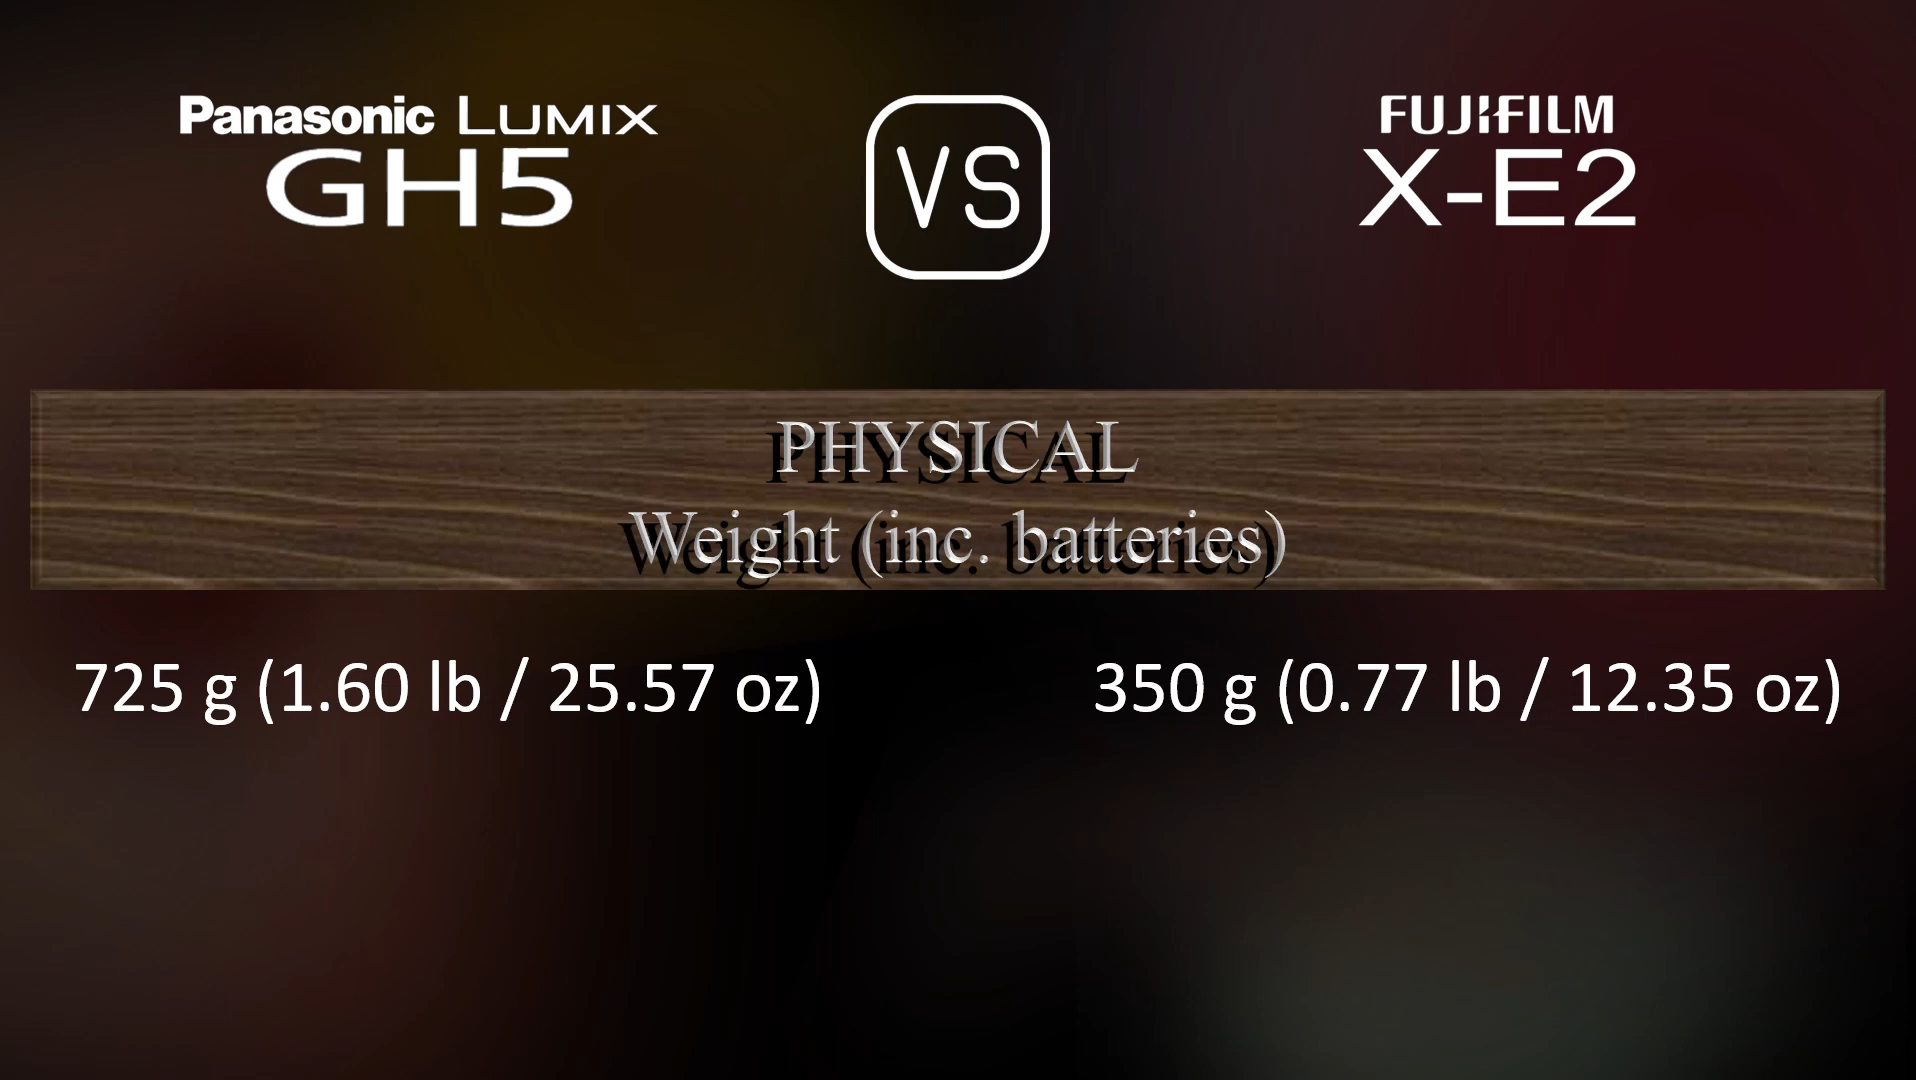 Panasonic LUMIX
GH5
VS
FUJIFILM
X-E2
PHYSICAL
Weight (inc. batteries)
725 g (1.60 lb / 25.57 oz)
350 g (0.77 lb / 12.35 oz)